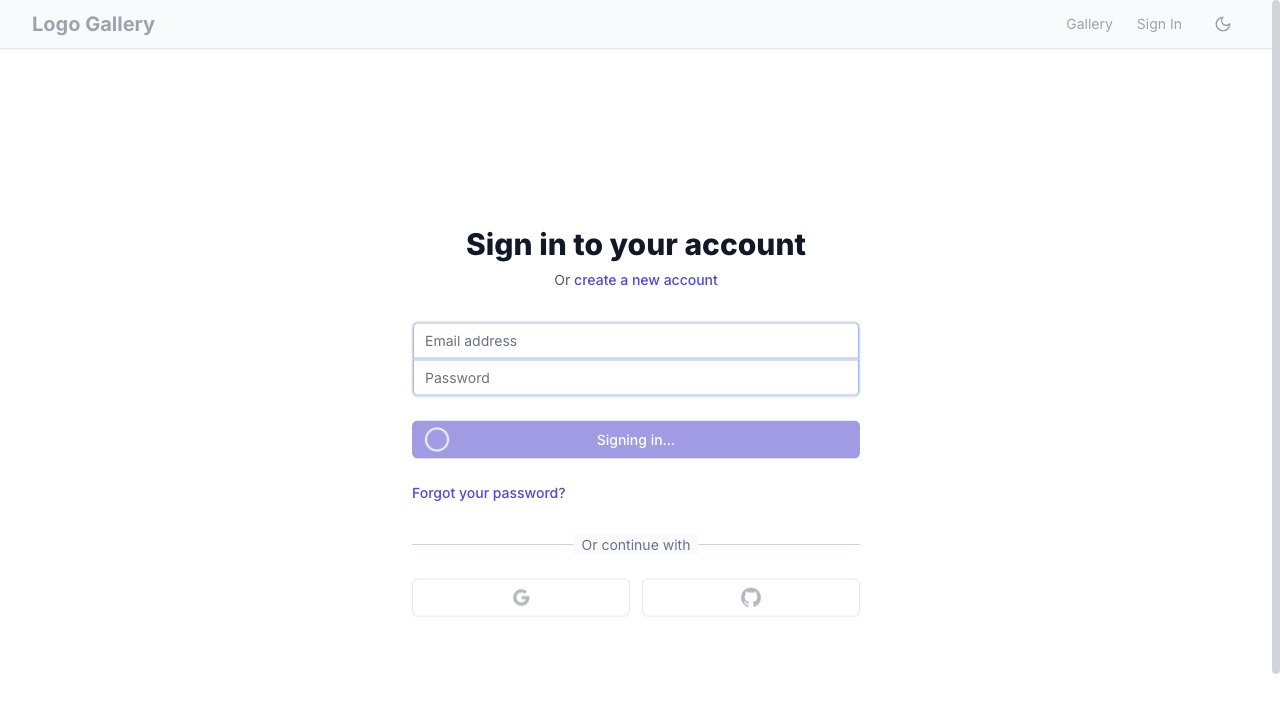 Logo Gallery
Gallery
Sign In
Sign in to your account
Or create a new account
Email address
Password
Signing in...
Forgot your password?
Or continue with